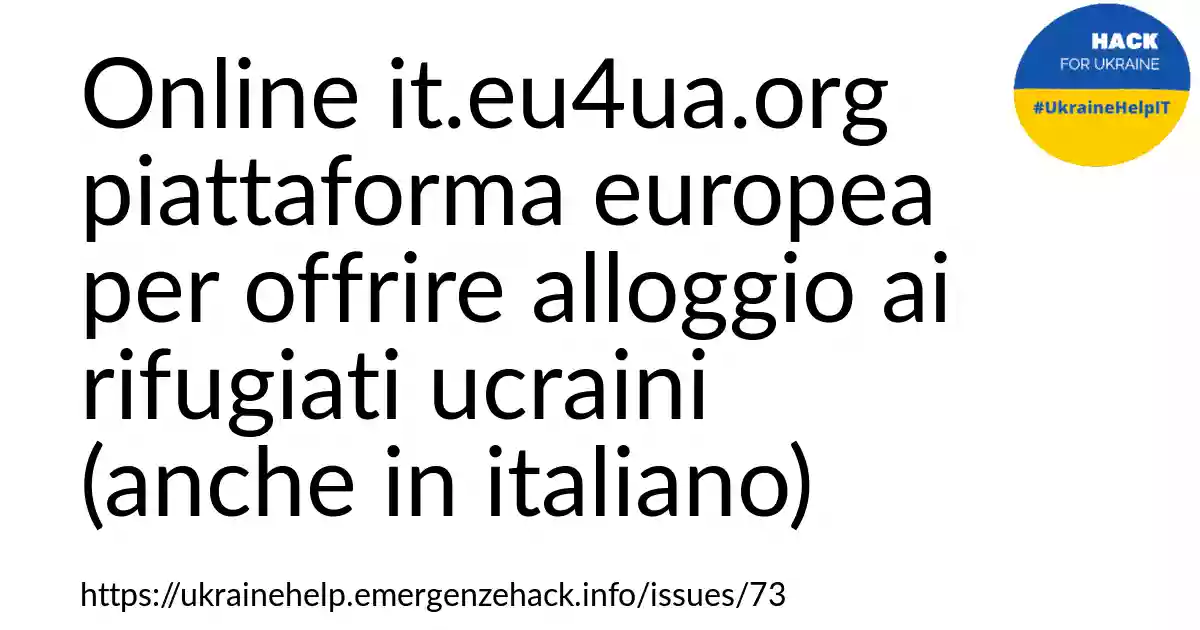 HACK
FOR UKRAINE
#UkraineHelpIT
Online it.eu4ua.org
piattaforma europea
per offrire alloggio ai
rifugiati ucraini
(anche in italiano)
https://ukrainehelp.emergenzehack.info/issues/73